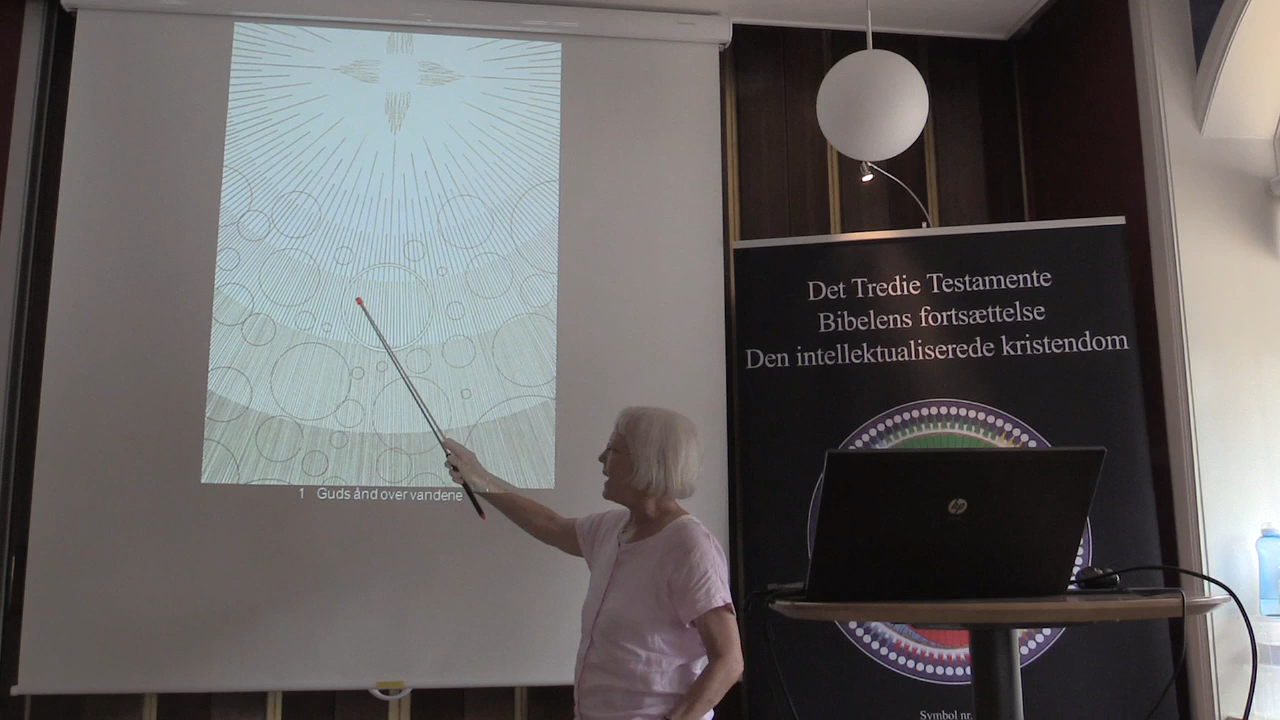 1 Guds ånd over vandene
Det Tredie Testamente
Bibelens fortsættelse
Den intellektualiserede kristendom
hp
Symbol nr.